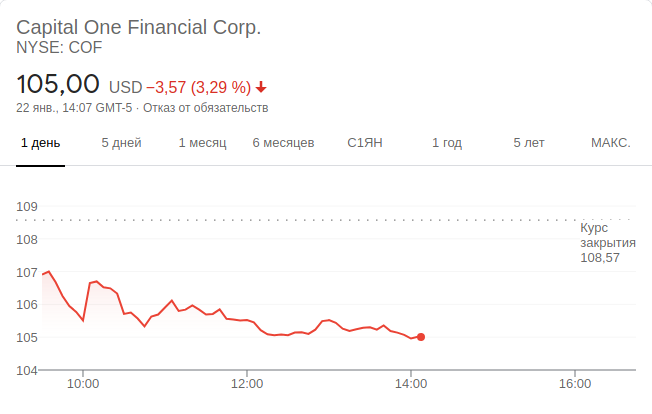 Capital One Financial Corp.
NYSE: COF
105,00 USD −3,57 (3,29 %)
22 янв., 14:07 GMT-5 · Отказ от обязательств
1 день 5 дней 1 месяц 6 месяцев С1ЯН 1 год 5 лет МАКС.
109
Курс
108
закрытия
108,57
107
106
105
104
10:00 12:00 14:00 16:00